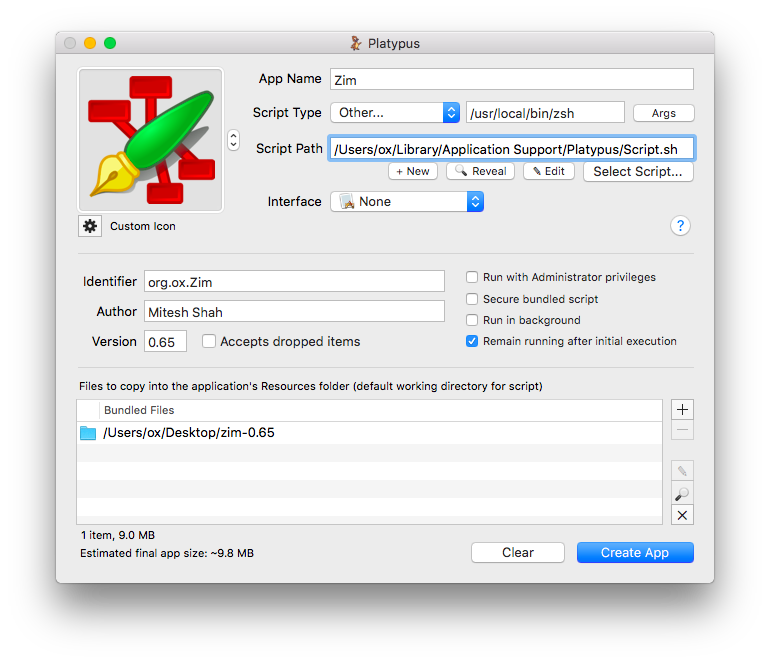 Platypus
App Name Zim
Script Type Other... /usr/local/bin/zsh Args
Script Path /Users/ox/Library/Application Support/Platypus/Script.sh
+ New Reveal Edit Select Script...
Interface None
Custom Icon ?
Identifier org.ox.Zim
Author Mitesh Shah
Version 0.65 Accepts dropped items
Run with Administrator privileges
Secure bundled script
Run in background
Remain running after initial execution
Files to copy into the application's Resources folder (default working directory for script)
Bundled Files
/Users/ox/Desktop/zim-0.65
1 item, 9.0 MB
Estimated final app size: ~9.8 MB
Clear Create App